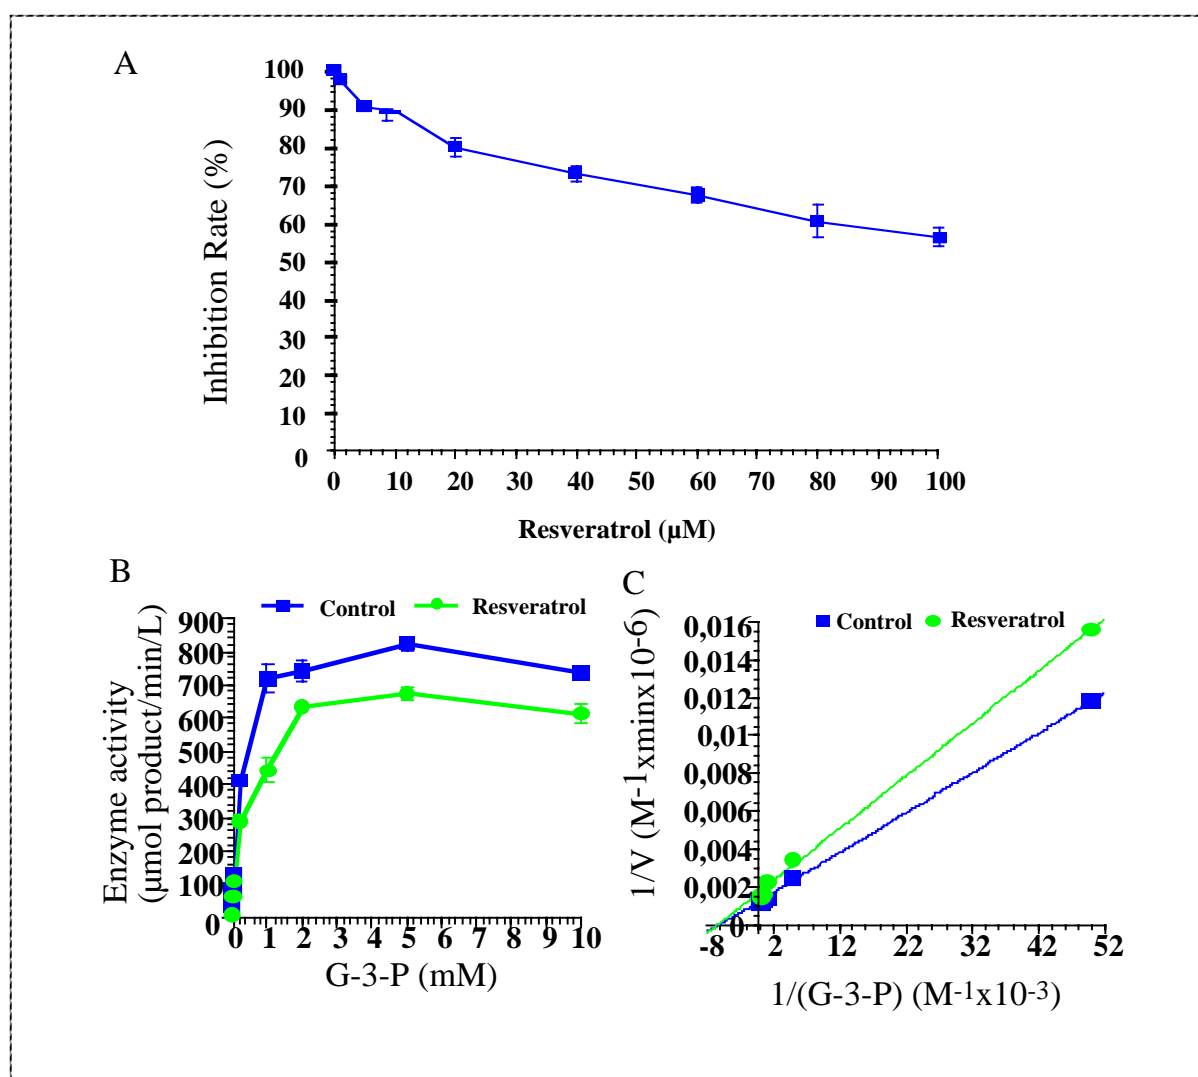 A
Inhibition Rate (%)
100
90
80
70
60
50
40
30
20
10
0
0 10 20 30 40 50 60 70 80 90 100
Resveratrol (µM)
B
Control Resveratrol
Enzyme activity
(µmol product/min/L)
900
800
700
600
500
400
300
200
100
0
0 1 2 3 4 5 6 7 8 9 10
G-3-P (mM)
C
Control Resveratrol
1/V (M-1xminx10-6)
0,016
0,014
0,012
0,01
0,008
0,006
0,004
0,002
0
-8 2 12 22 32 42 52
1/(G-3-P) (M-1x10-3)